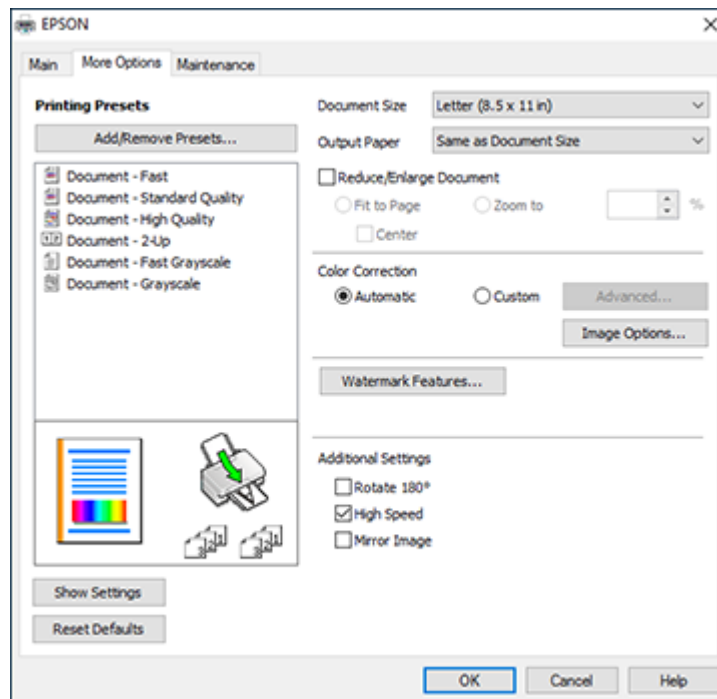 EPSON
Main
More Options
Maintenance
Printing Presets
Add/Remove Presets...
Document - Fast
Document - Standard Quality
Document - High Quality
Document - 2-Up
Document - Fast Grayscale
Document - Grayscale
Show Settings
Reset Defaults
Document Size
Letter (8.5 x 11 in)
Output Paper
Same as Document Size
Reduce/Enlarge Document
Fit to Page
Zoom to
%
Center
Color Correction
Automatic
Custom
Advanced...
Image Options...
Watermark Features...
Additional Settings
Rotate 180°
High Speed
Mirror Image
OK
Cancel
Help